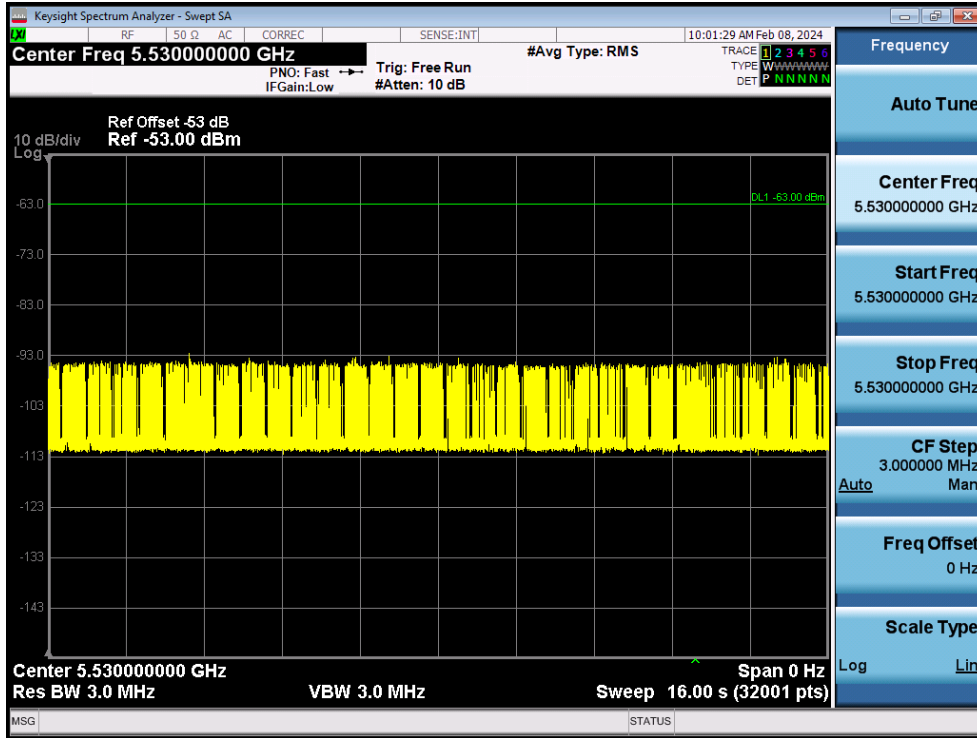 Keysight Spectrum Analyzer - Swept SA
LXI RF 50 Ω AC CORREC SENSE:INT 10:01:29 AM Feb 08, 2024
Center Freq 5.530000000 GHz
PNO: Fast
IFGain:Low
Trig: Free Run
#Atten: 10 dB
#Avg Type: RMS
TRACE 1 2 3 4 5 6
TYPE WWWWWW
DET P N N N N N
Ref Offset -53 dB
10 dB/div Ref -53.00 dBm
Log
DL1 -63.00 dBm
-63.0
-73.0
-83.0
-93.0
-103
-113
-123
-133
-143
Center 5.530000000 GHz Span 0 Hz
Res BW 3.0 MHz VBW 3.0 MHz Sweep 16.00 s (32001 pts)
MSG STATUS
Frequency
Auto Tune
Center Freq
5.530000000 GHz
Start Freq
5.530000000 GHz
Stop Freq
5.530000000 GHz
CF Step
3.000000 MHz
Auto Man
Freq Offset
0 Hz
Scale Type
Log Lin